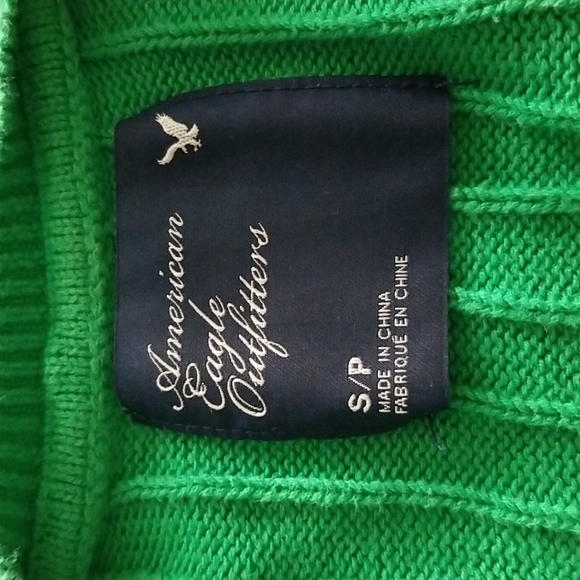 American
Eagle
& Outfitters
S/P
MADE IN CHINA
FABRIQUÉ EN CHINE